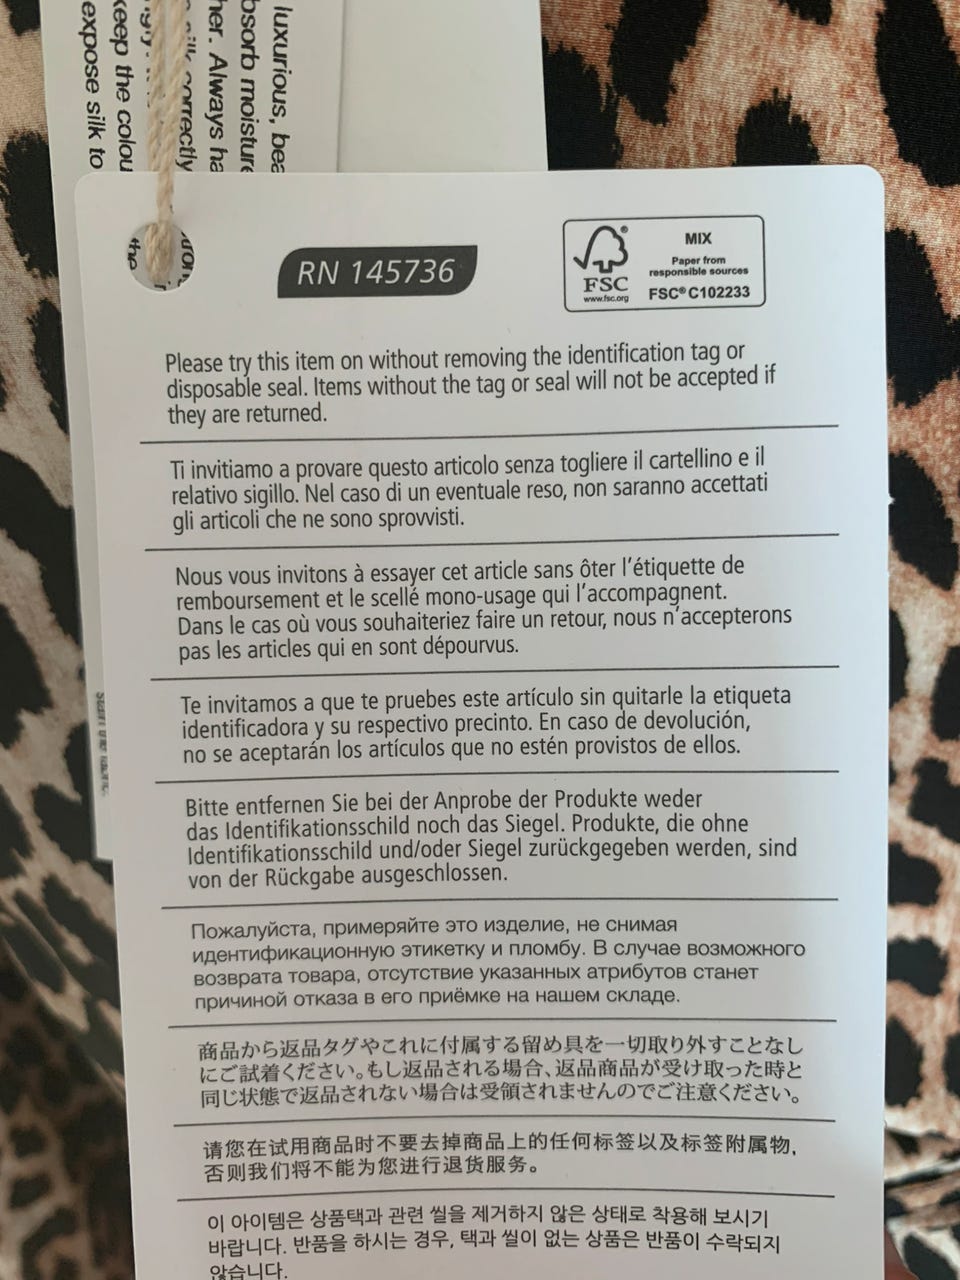 luxurious,
absorb moisture
her. Always
correctly
keep the
expose silk to
the
RN 145736
FSC®
www.fsc.org
MIX
Paper from
responsible sources
FSC® C102233
Please try this item on without removing the identification tag or
disposable seal. Items without the tag or seal will not be accepted if
they are returned.
Ti invitiamo a provare questo articolo senza togliere il cartellino e il
relativo sigillo. Nel caso di un eventuale reso, non saranno accettati
gli articoli che ne sono sprovvisti.
Nous vous invitons à essayer cet article sans ôter l'étiquette de
remboursement et le scellé mono-usage qui l'accompagnent.
Dans le cas où vous souhaiteriez faire un retour, nous n'accepterons
pas les articles qui en sont dépourvus.
Te invitamos a que te pruebes este artículo sin quitarle la etiqueta
identificadora y su respectivo precinto. En caso de devolución,
no se aceptarán los artículos que no estén provistos de ellos.
Bitte entfernen Sie bei der Anprobe der Produkte weder
das Identifikationsschild noch das Siegel. Produkte, die ohne
Identifikationsschild und/oder Siegel zurückgegeben werden, sind
von der Rückgabe ausgeschlossen.
Пожалуйста, примеряйте это изделие, не снимая
идентификационную этикетку и пломбу. В случае возможного
возврата товара, отсутствие указанных атрибутов станет
причиной отказа в его приёмке на нашем складе.
商品から返品タグやこれに付属する留め具を一切取り外すことなし
にご試着ください。もし返品される場合、返品商品が受け取った時と
同じ状態で返品されない場合は受領されませんのでご注意ください。
请您在试用商品时不要去掉商品上的任何标签以及标签附属物,
否则我们将不能为您进行退货服务。
이 아이템은 상품택과 관련 씰을 제거하지 않은 상태로 착용해 보시기
바랍니다. 반품을 하시는 경우, 택과 씰이 없는 상품은 반품이 수락되지
않습니다.